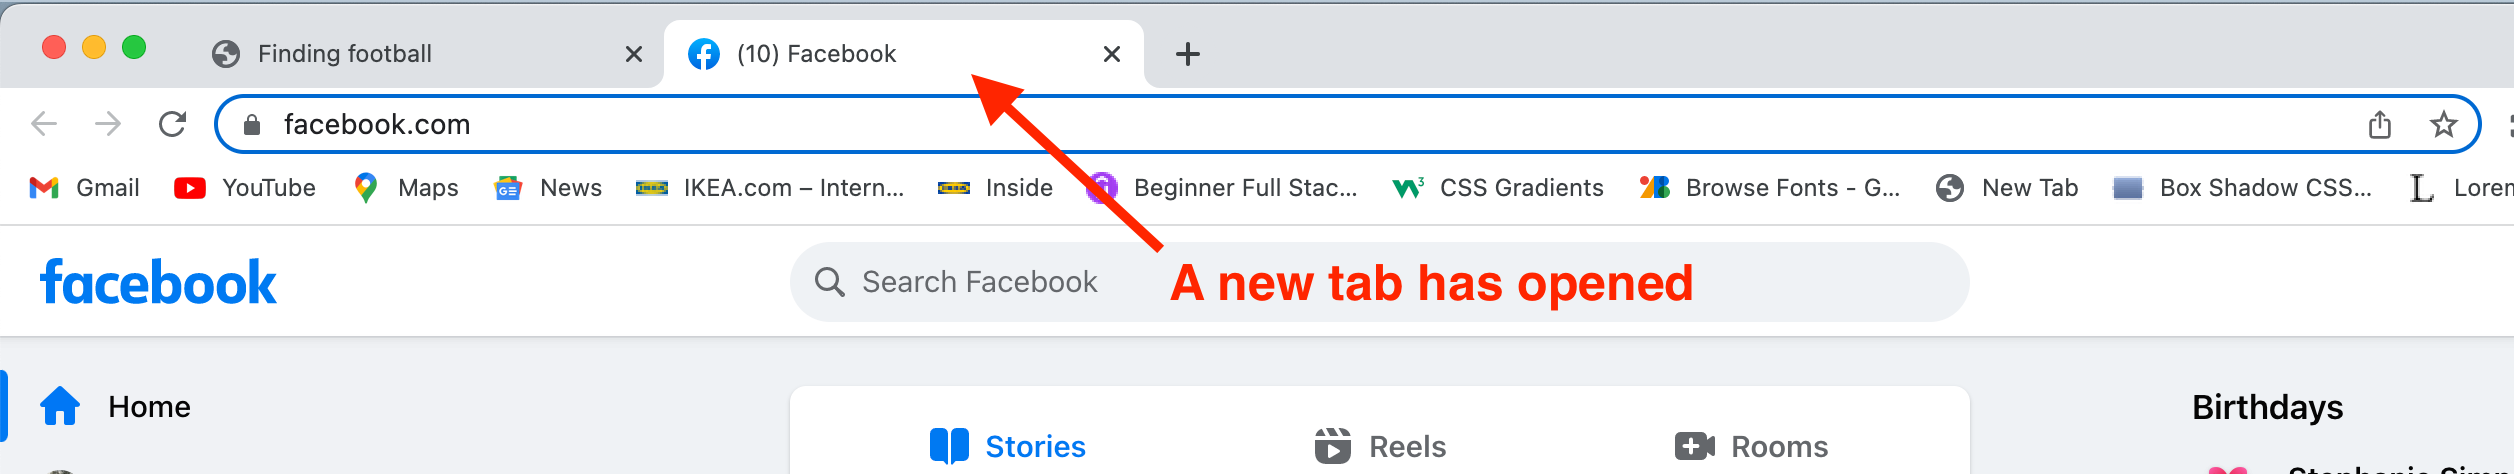 Finding football
(10) Facebook
facebook.com
Gmail YouTube Maps News IKEA.com – Intern... Inside Beginner Full Stac... CSS Gradients Browse Fonts - G... New Tab Box Shadow CSS... L Lorem
facebook
Search Facebook
A new tab has opened
Home
Stories Reels Rooms
Birthdays